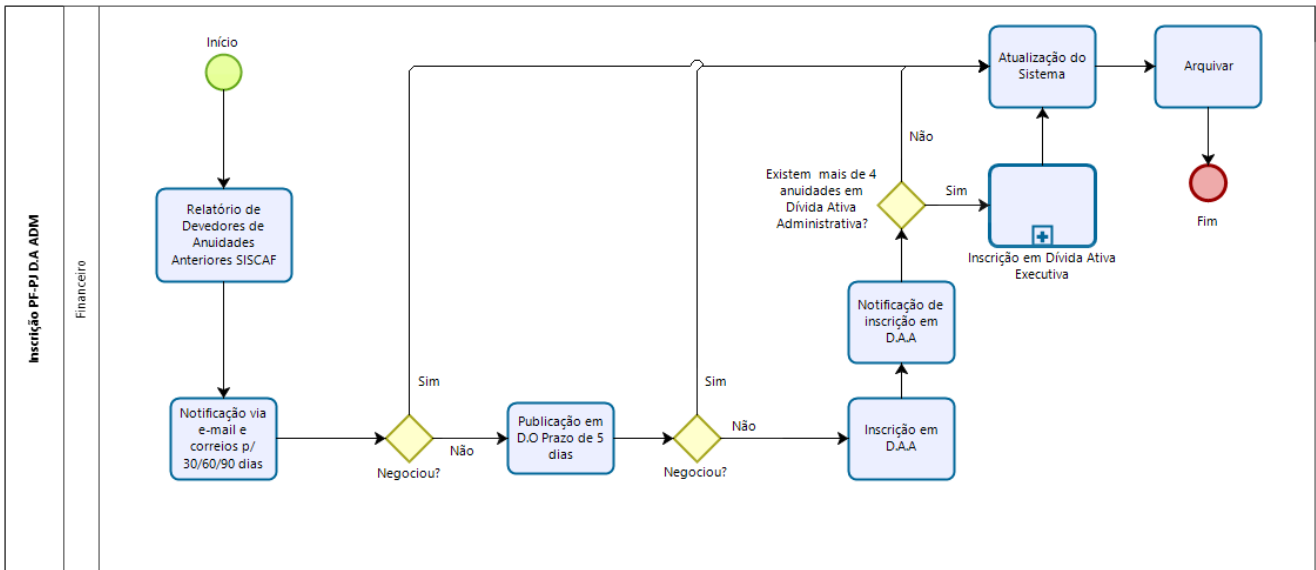 Inscrição PF-PJ D.A ADM
Financeiro
Início
Relatório de
Devedores de
Anuidades
Anteriores SISCAF
Notificação via
e-mail e
correios p/
30/60/90 dias
Negociou?
Sim
Não
Publicação em
D.O Prazo de 5
dias
Negociou?
Sim
Não
Inscrição em
D.A.A
Notificação de
inscrição em
D.A.A
Existem mais de 4
anuidades em
Dívida Ativa
Administrativa?
Não
Sim
Inscrição em Dívida Ativa
Executiva
Atualização do
Sistema
Arquivar
Fim